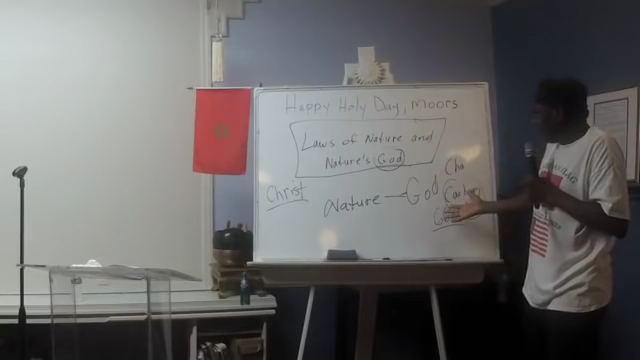 Happy Holy Day, Moors
Laws of Nature and
Nature's God
Christ
Nature — God